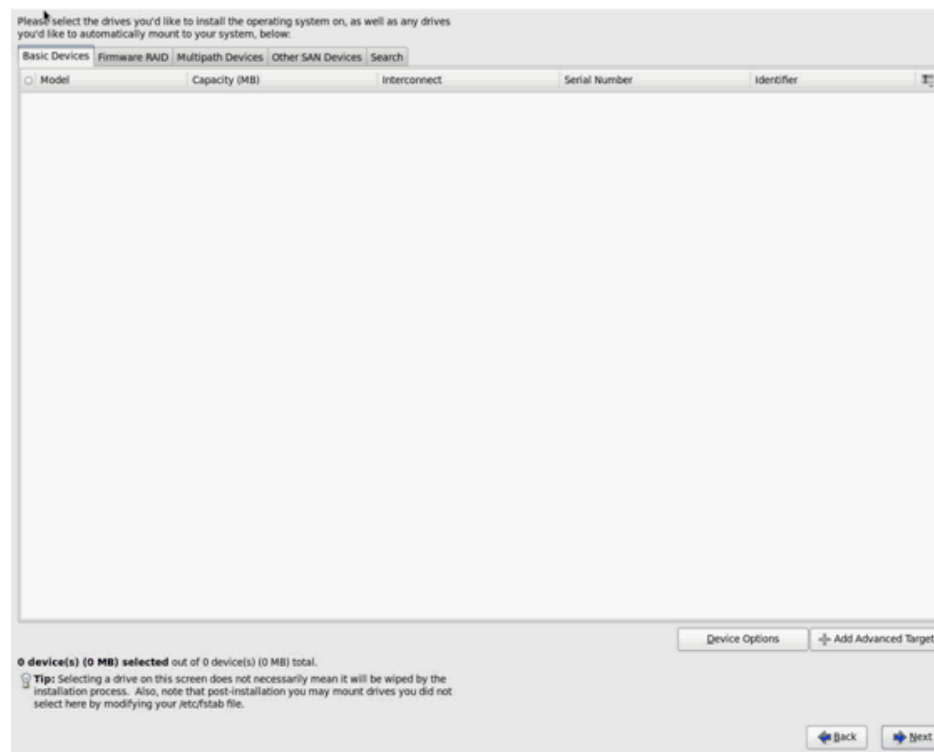 Please select the drives you'd like to install the operating system on, as well as any drives
you'd like to automatically mount to your system, below:
Basic Devices Firmware RAID Multipath Devices Other SAN Devices Search
Model Capacity (MB) Interconnect Serial Number Identifier
Device Options Add Advanced Target
0 device(s) (0 MB) selected out of 0 device(s) (0 MB) total.
Tip: Selecting a drive on this screen does not necessarily mean it will be wiped by the
installation process. Also, note that post-installation you may mount drives you did not
select here by modifying your /etc/fstab file.
Back Next